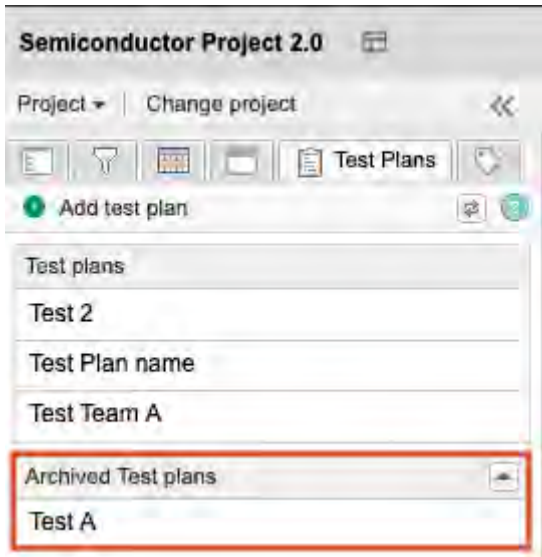 Semiconductor Project 2.0
Project Change project
Test Plans
Add test plan
Test plans
Test 2
Test Plan name
Test Team A
Archived Test plans
Test A